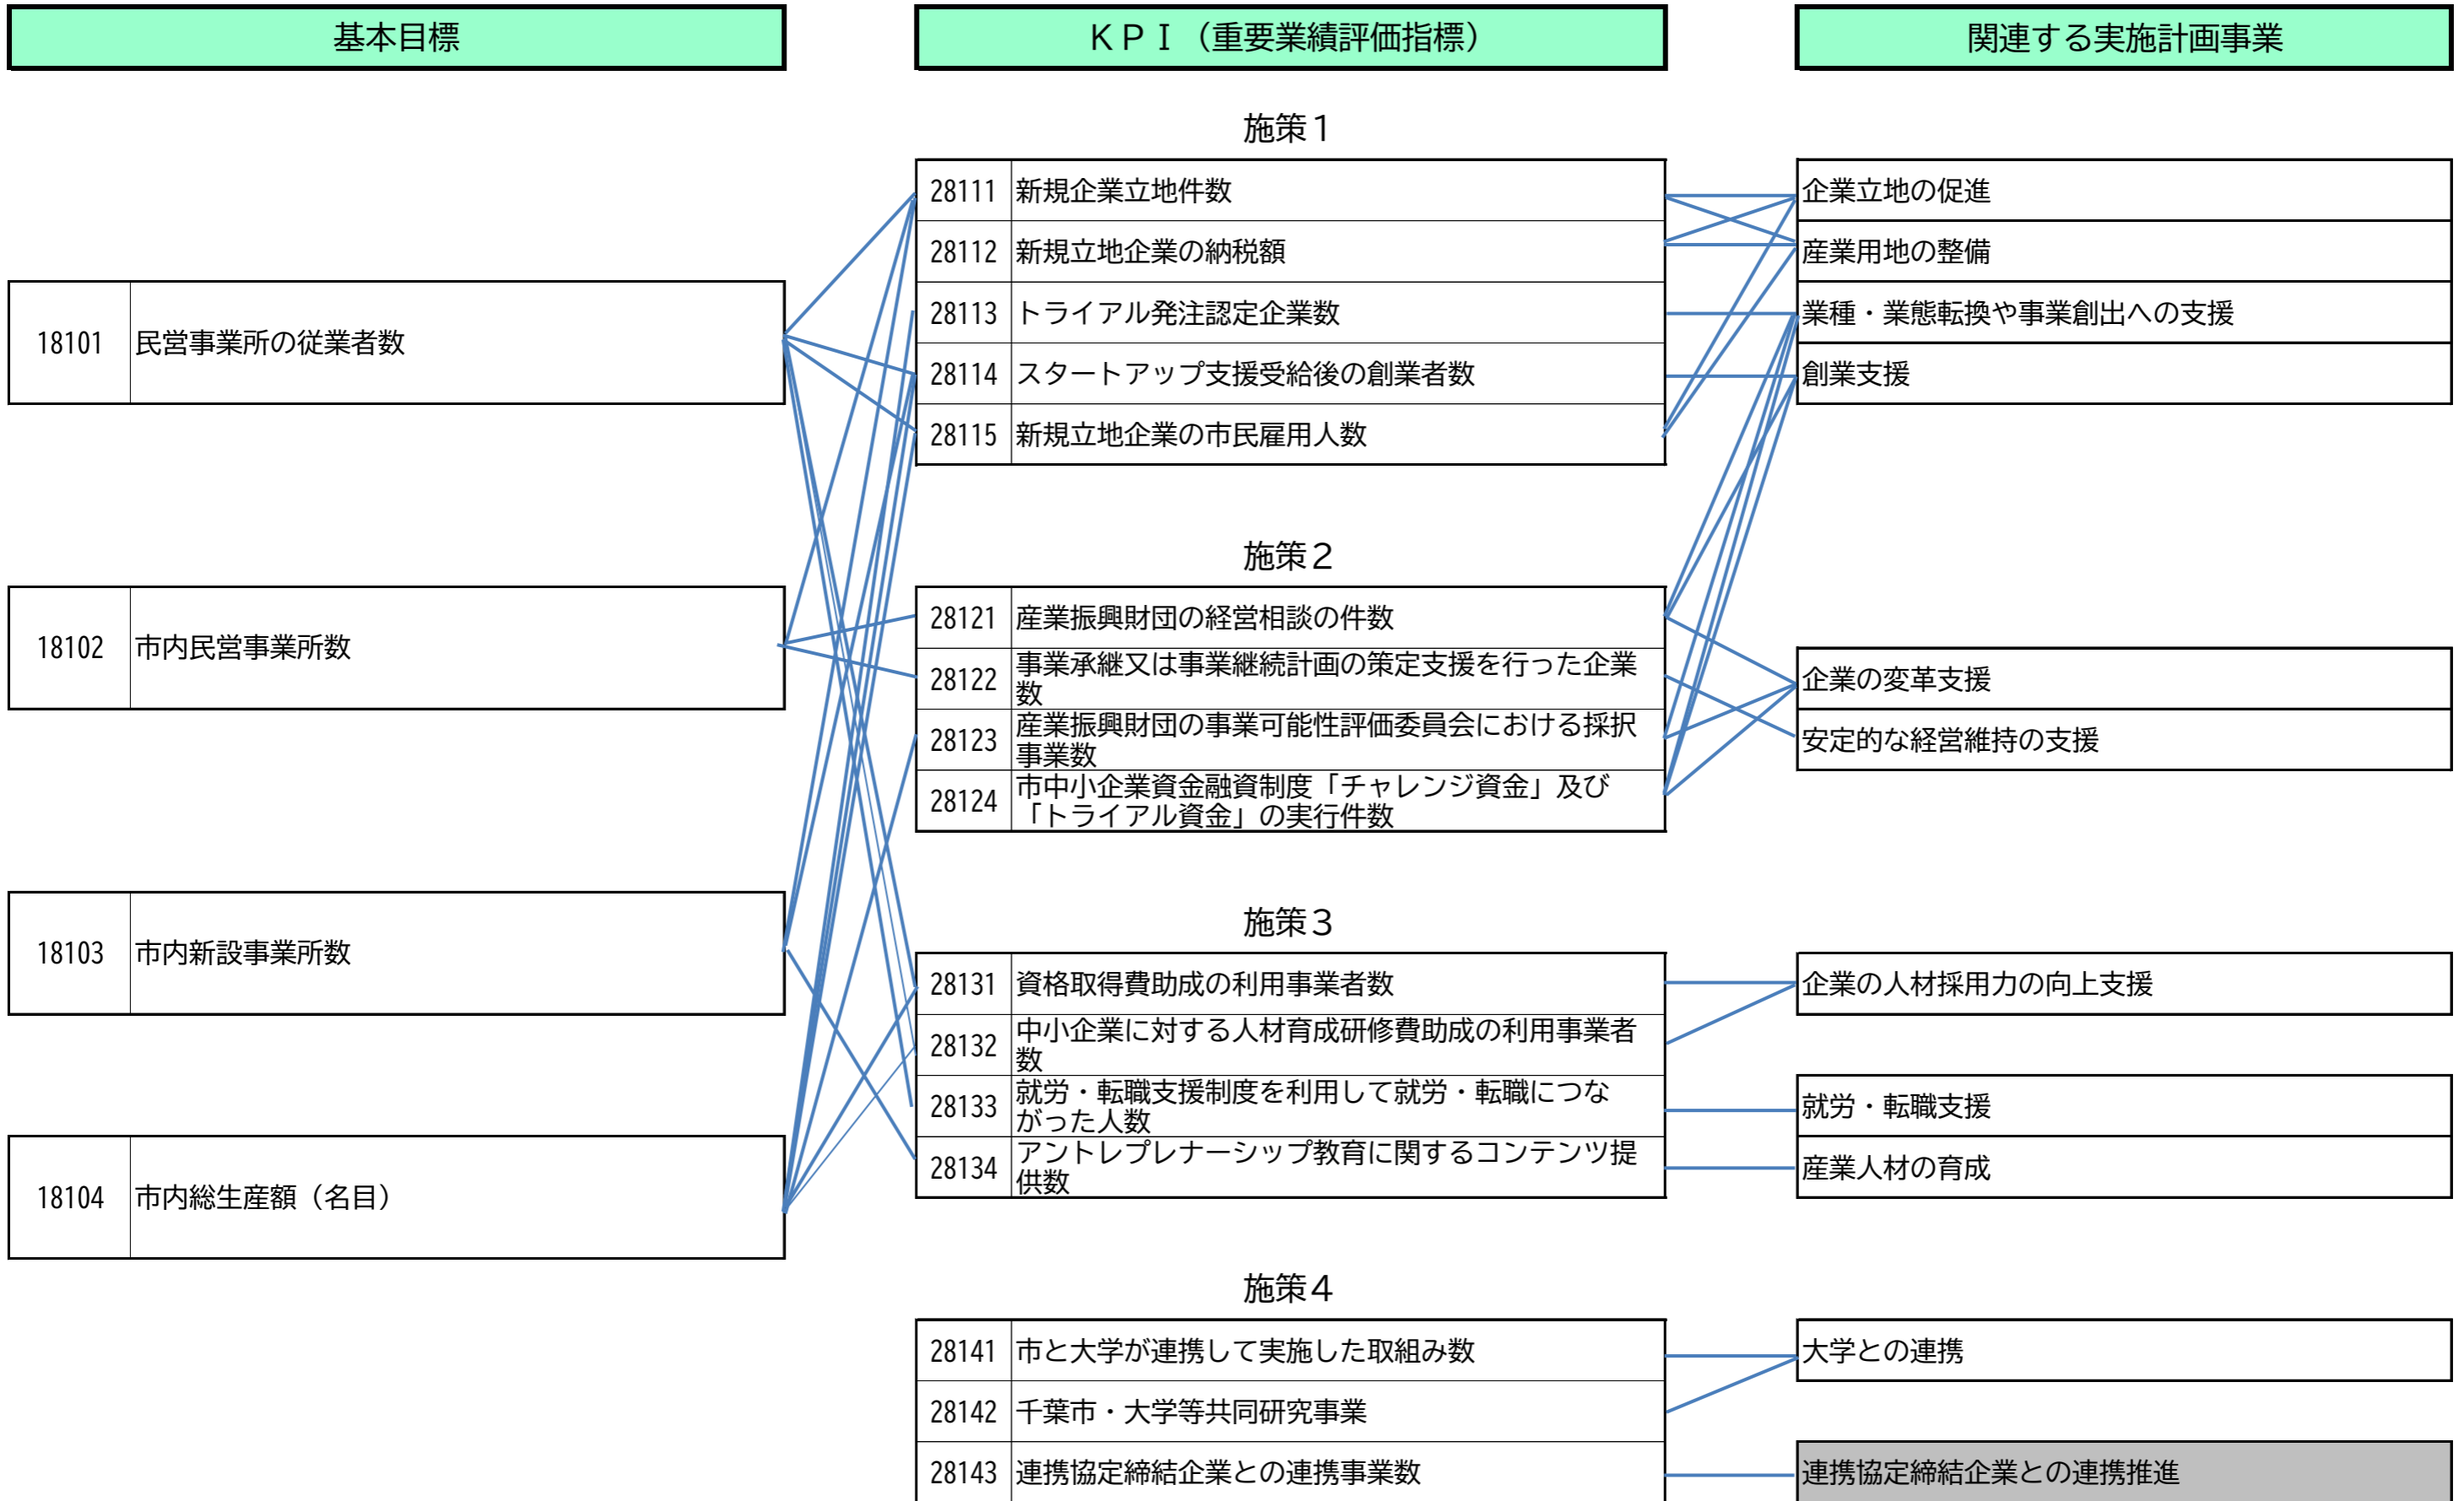 基本目標
ＫＰＩ（重要業績評価指標）
関連する実施計画事業
18101 民営事業所の従業者数
18102 市内民営事業所数
18103 市内新設事業所数
18104 市内総生産額（名目）
施策１
28111 新規企業立地件数
28112 新規立地企業の納税額
28113 トライアル発注認定企業数
28114 スタートアップ支援受給後の創業者数
28115 新規立地企業の市民雇用人数
施策２
28121 産業振興財団の経営相談の件数
28122 事業承継又は事業継続計画の策定支援を行った企業
数
28123 産業振興財団の事業可能性評価委員会における採択
事業数
28124 市中小企業資金融資制度「チャレンジ資金」及び
「トライアル資金」の実行件数
施策３
28131 資格取得費助成の利用事業者数
28132 中小企業に対する人材育成研修費助成の利用事業者
数
28133 就労・転職支援制度を利用して就労・転職につな
がった人数
28134 アントレプレナーシップ教育に関するコンテンツ提
供数
施策４
28141 市と大学が連携して実施した取組み数
28142 千葉市・大学等共同研究事業
28143 連携協定締結企業との連携事業数
企業立地の促進
産業用地の整備
業種・業態転換や事業創出への支援
創業支援
企業の変革支援
安定的な経営維持の支援
企業の人材採用力の向上支援
就労・転職支援
産業人材の育成
大学との連携
連携協定締結企業との連携推進